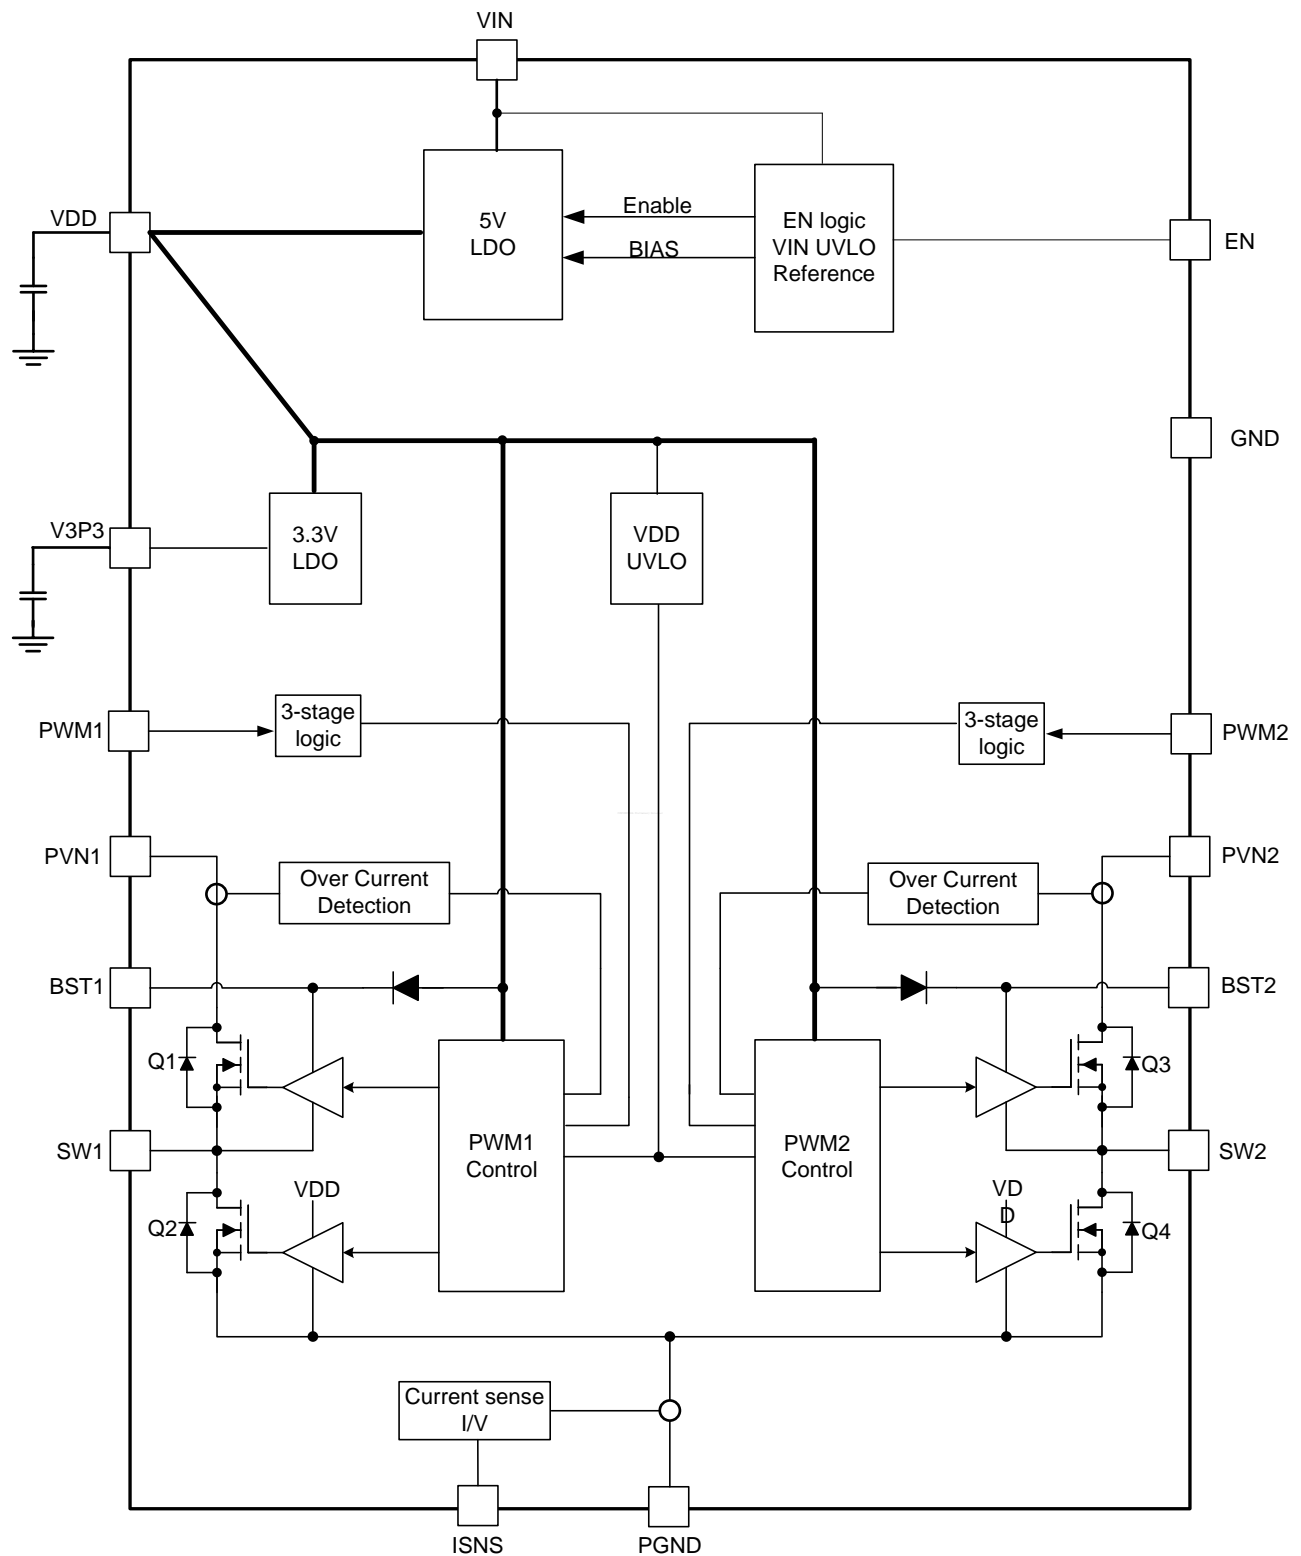 VIN
VDD
5V
LDO
Enable
BIAS
EN logic
VIN UVLO
Reference
EN
GND
V3P3
3.3V
LDO
VDD
UVLO
PWM1
3-stage
logic
3-stage
logic
PWM2
PVN1
Over Current
Detection
Over Current
Detection
PVN2
BST1
BST2
Q1
Q3
SW1
PWM1
Control
PWM2
Control
SW2
VDD
VD
D
Q2
Q4
Current sense
I/V
ISNS
PGND